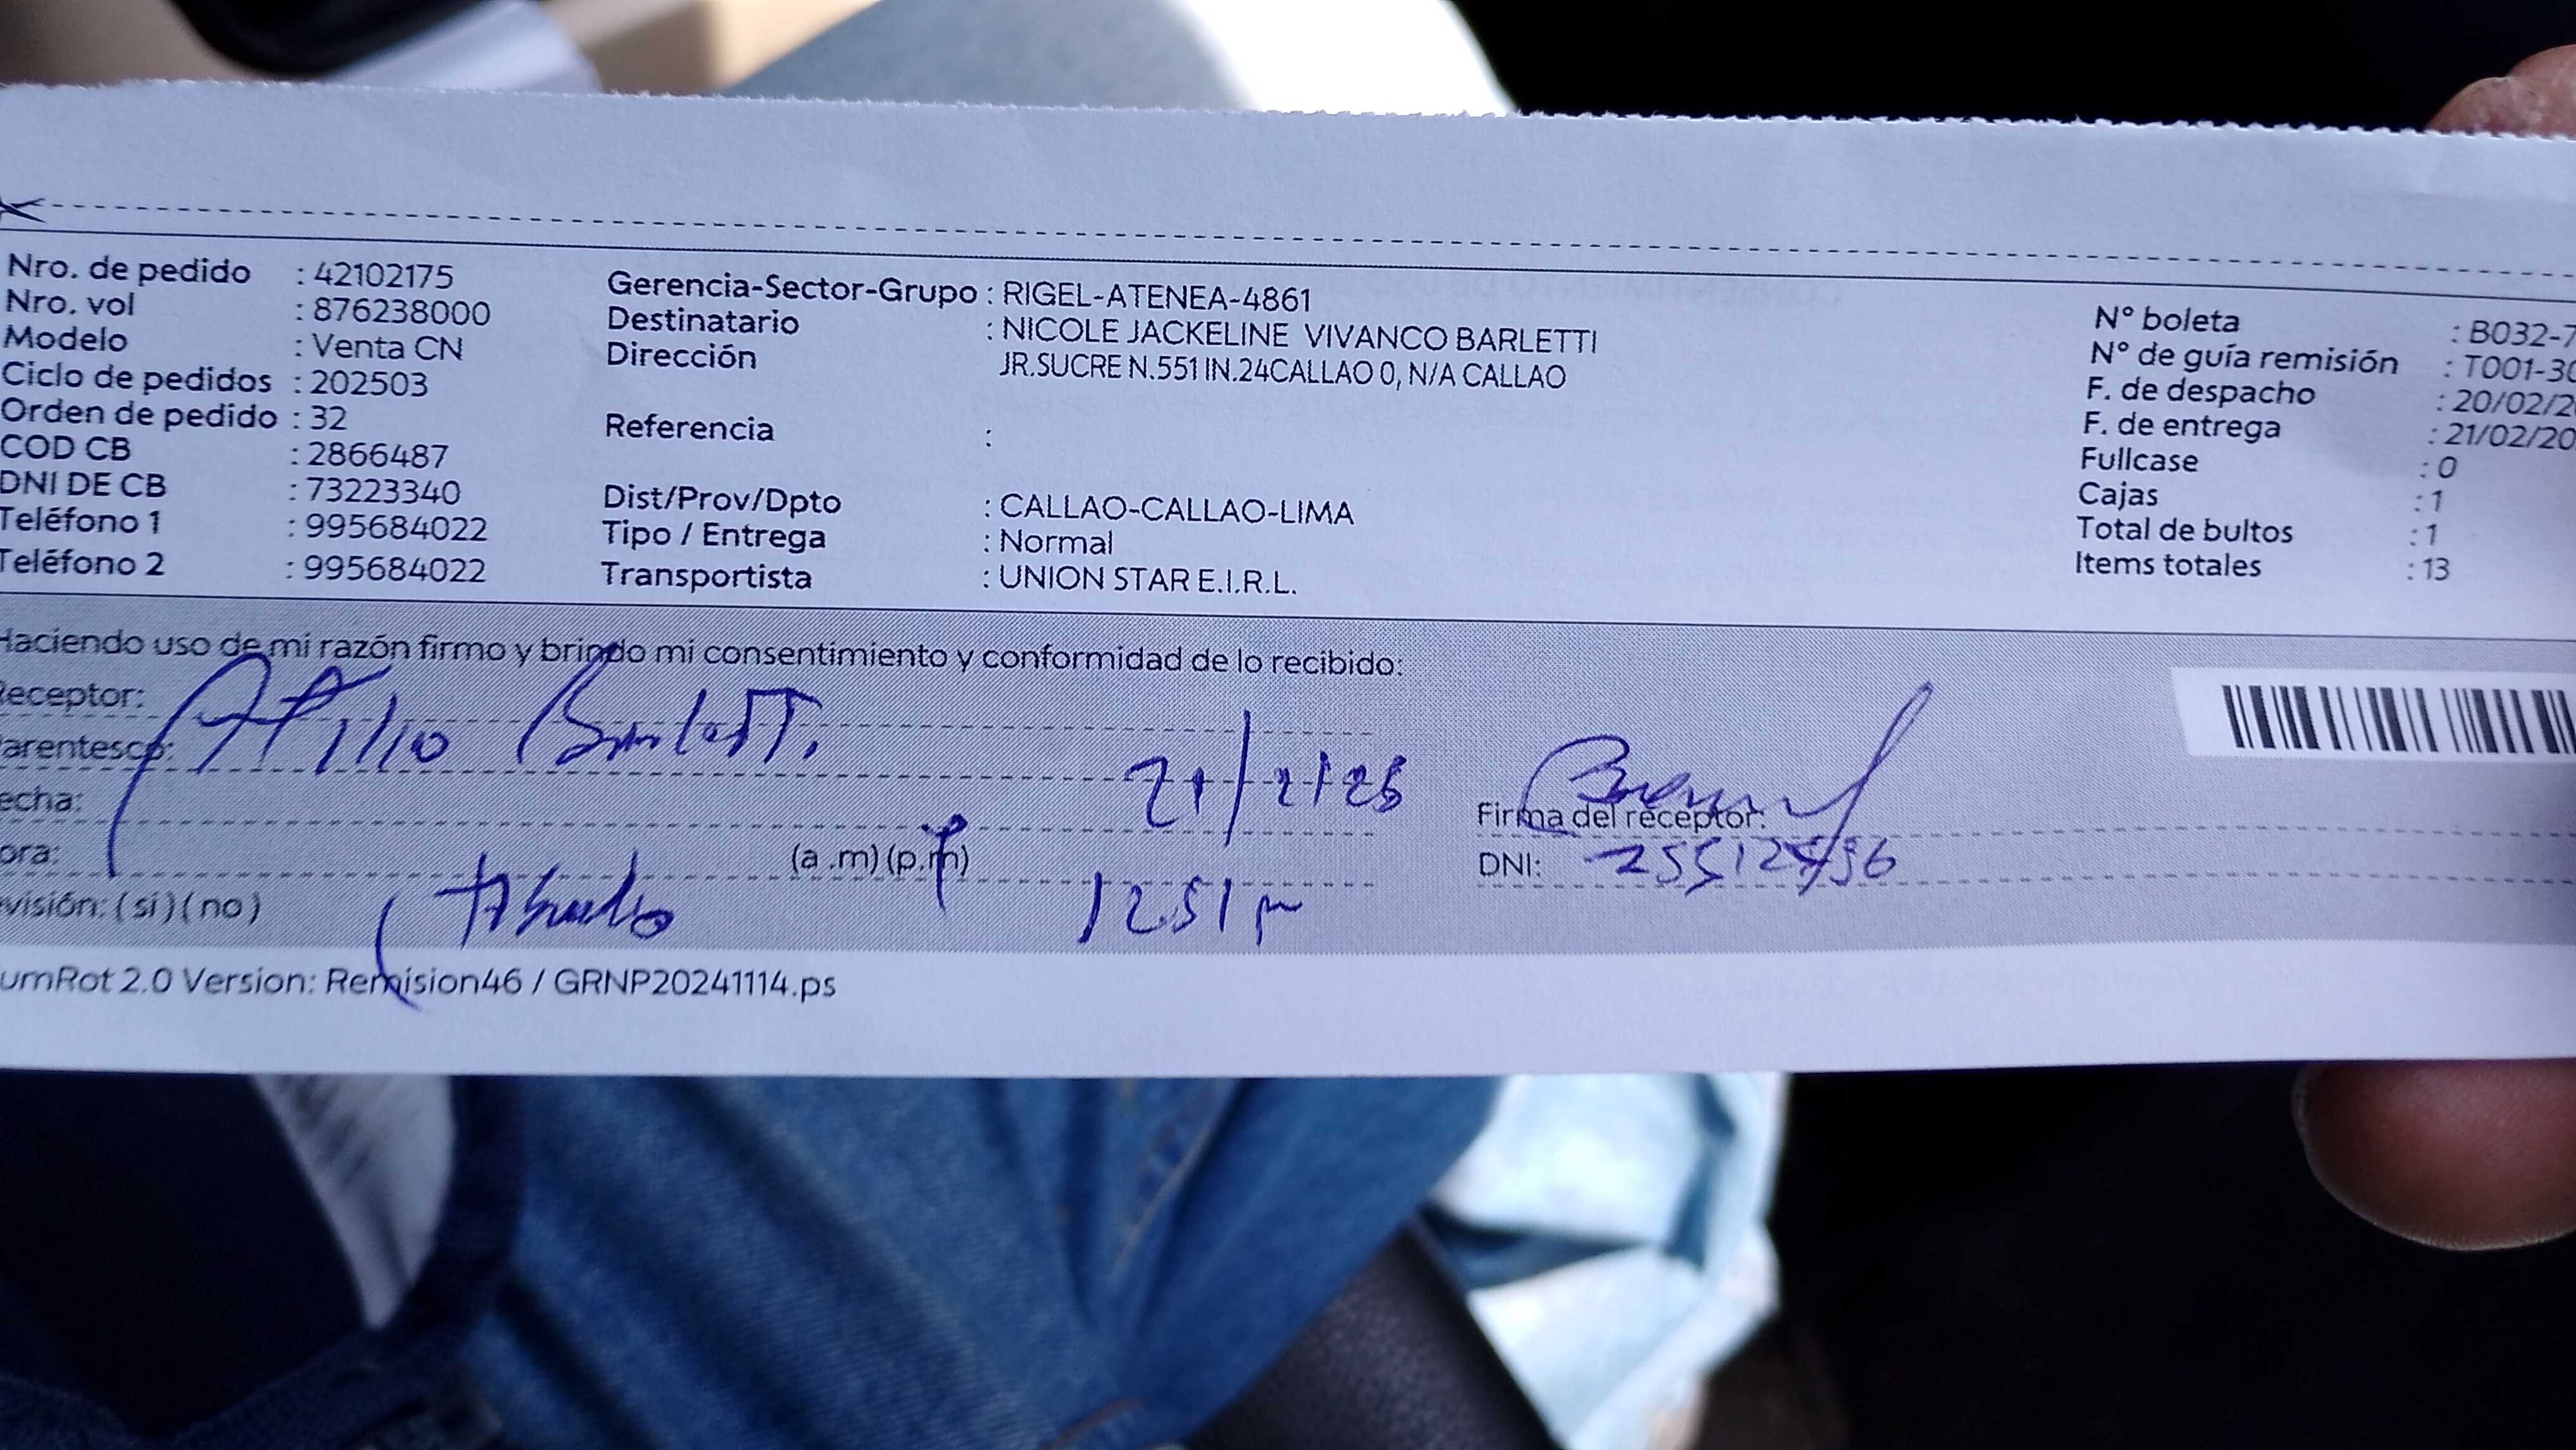 Nro. de pedido : 42102175
Nro. vol : 876238000
Modelo : Venta CN
Ciclo de pedidos : 202503
Orden de pedido : 32
COD CB : 2866487
DNI DE CB : 73223340
Teléfono 1 : 995684022
Teléfono 2 : 995684022
Gerencia-Sector-Grupo : RIGEL-ATENEA-4861
Destinatario : NICOLE JACKELINE VIVANCO BARLETTI
Dirección JR.SUCRE N.551 IN.24CALLAO 0, N/A CALLAO
Referencia :
Dist/Prov/Dpto : CALLAO-CALLAO-LIMA
Tipo / Entrega : Normal
Transportista : UNION STAR E.I.R.L.
N° boleta : B032-7
N° de guía remisión : T001-30
F. de despacho : 20/02/2
F. de entrega : 21/02/20
Fullcase : 0
Cajas : 1
Total de bultos : 1
Items totales : 13
Haciendo uso de mi razón firmo y brindo mi consentimiento y conformidad de lo recibido:
Receptor: Atilio Barletti
arentesco:
echa: 21/2/25
ora: (a .m) (p.m) 1251 pm
visión: ( sí ) ( no )
Firma del receptor:
DNI:
umRot 2.0 Version: Remision46 / GRNP20241114.ps